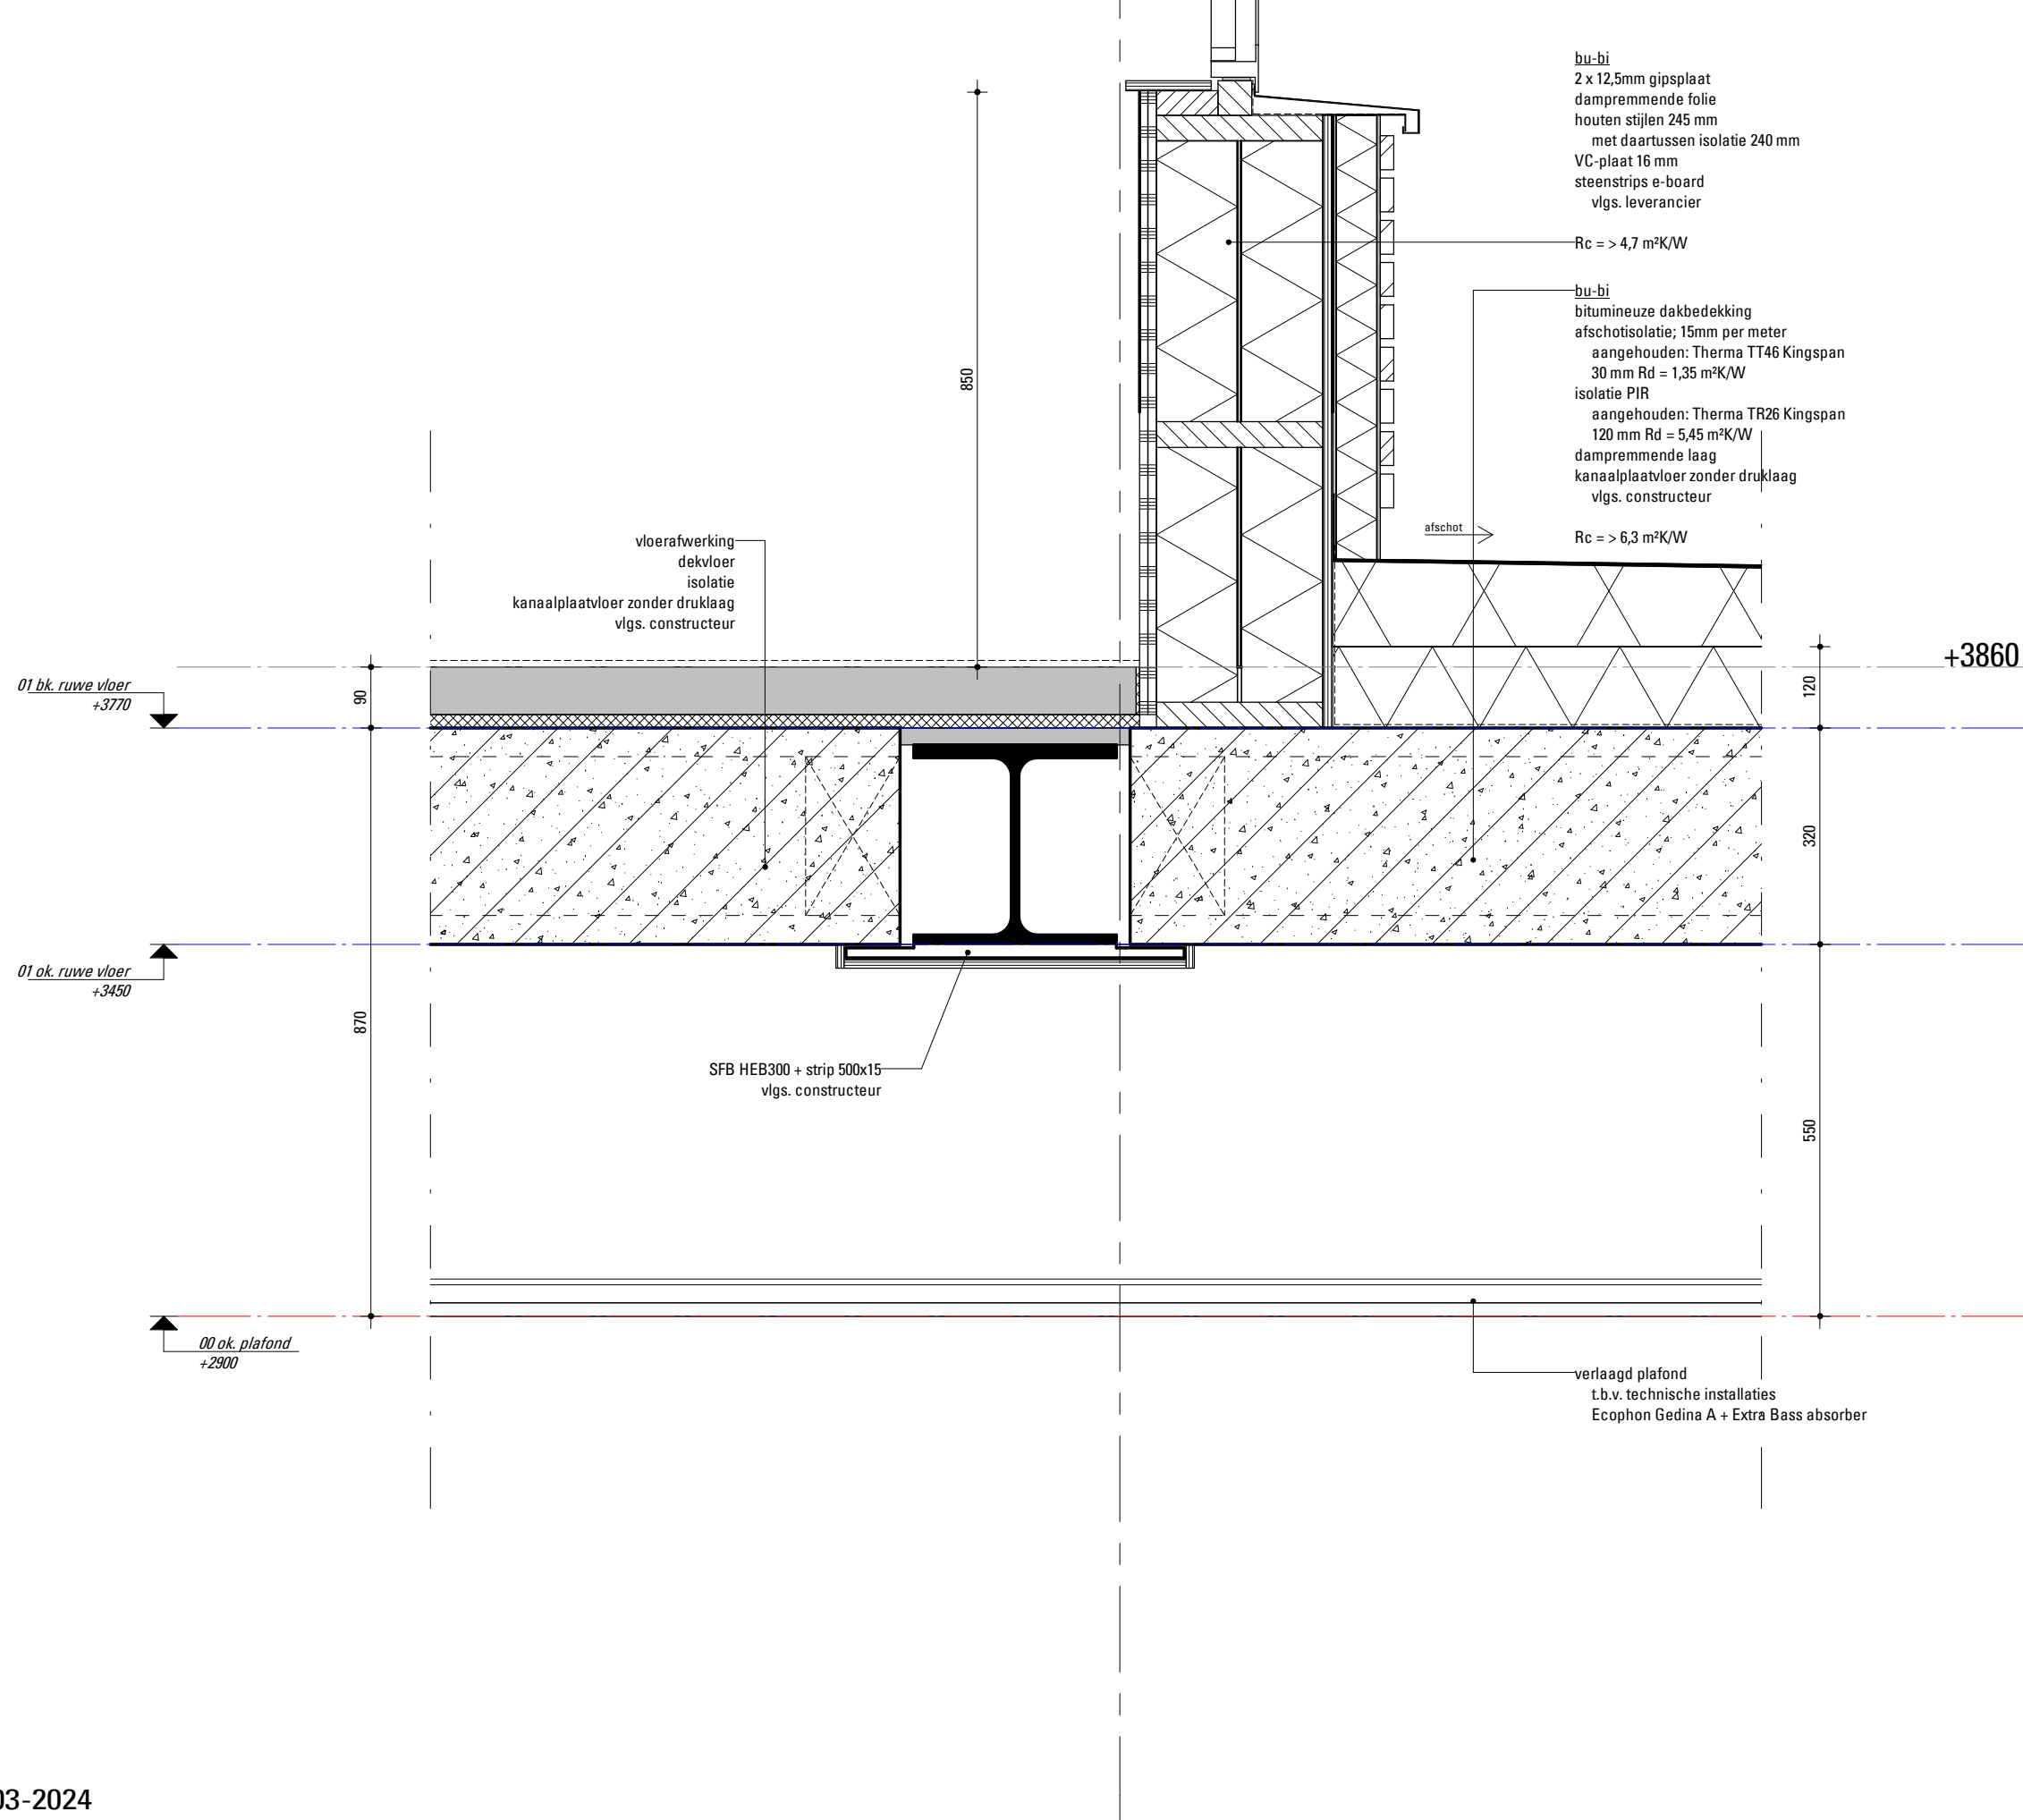 bu-bi
2 x 12,5mm gipsplaat
dampremmende folie
houten stijlen 245 mm
met daartussen isolatie 240 mm
VC-plaat 16 mm
steenstrips e-board
vlgs. leverancier
Rc = > 4,7 m²K/W
bu-bi
bitumineuze dakbedekking
afschotisolatie; 15mm per meter
aangehouden: Therma TT46 Kingspan
30 mm Rd = 1,35 m²K/W
isolatie PIR
aangehouden: Therma TR26 Kingspan
120 mm Rd = 5,45 m²K/W
dampremmende laag
kanaalplaatvloer zonder druklaag
vlgs. constructeur
Rc = > 6,3 m²K/W
850
afschot
vloerafwerking
dekvloer
isolatie
kanaalplaatvloer zonder druklaag
vlgs. constructeur
+3860
01 bk. ruwe vloer
+3770
90
120
320
01 ok. ruwe vloer
+3450
870
SFB HEB300 + strip 500x15
vlgs. constructeur
550
00 ok. plafond
+2900
verlaagd plafond
t.b.v. technische installaties
Ecophon Gedina A + Extra Bass absorber
03-2024